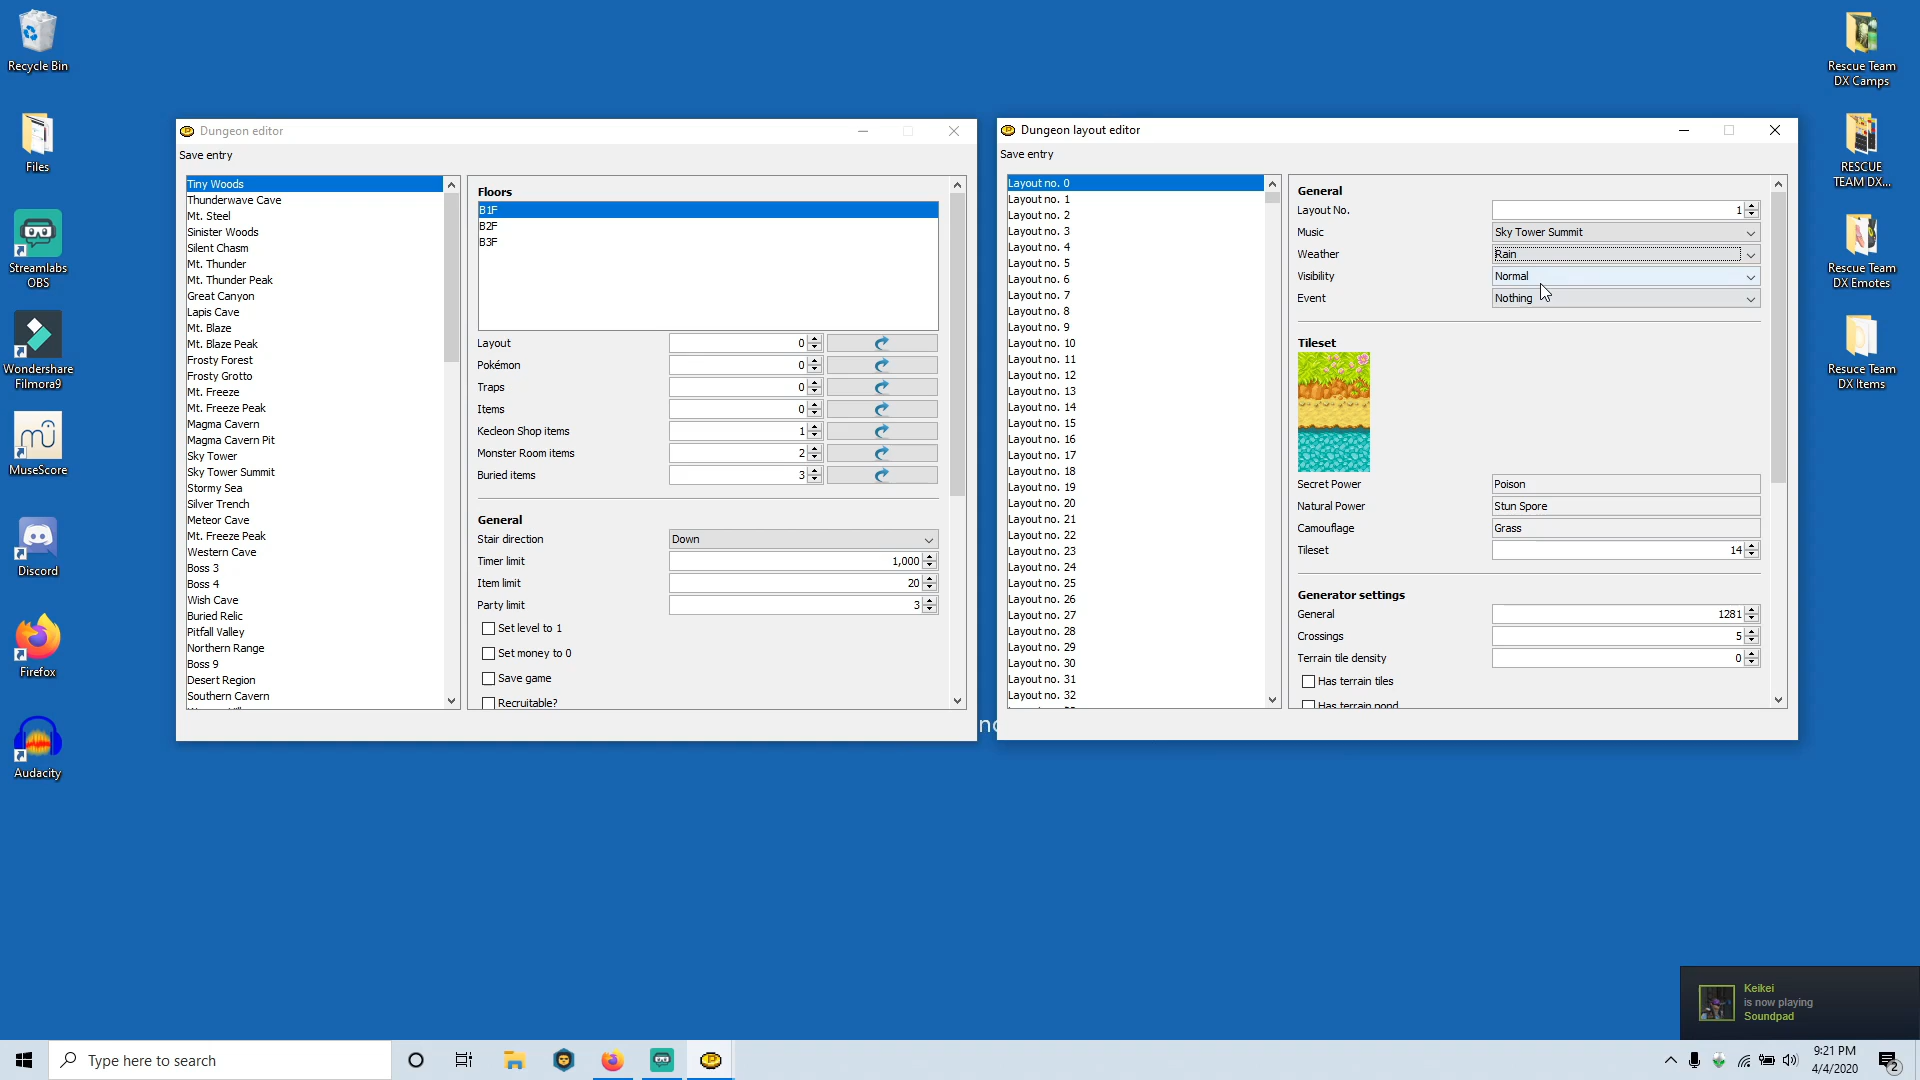 Recycle Bin
Files
Streamlabs
OBS
Wondershare
Filmora9
MuseScore
Discord
Firefox
Audacity
Dungeon editor
Save entry
Tiny Woods
Thunderwave Cave
Mt. Steel
Sinister Woods
Silent Chasm
Mt. Thunder
Mt. Thunder Peak
Great Canyon
Lapis Cave
Mt. Blaze
Mt. Blaze Peak
Frosty Forest
Frosty Grotto
Mt. Freeze
Mt. Freeze Peak
Magma Cavern
Magma Cavern Pit
Sky Tower
Sky Tower Summit
Stormy Sea
Silver Trench
Meteor Cave
Mt. Freeze Peak
Western Cave
Boss 3
Boss 4
Wish Cave
Buried Relic
Pitfall Valley
Northern Range
Boss 9
Desert Region
Southern Cavern
Floors
B1F
B2F
B3F
Layout 0
Pokémon 0
Traps 0
Items 0
Kecleon Shop items 1
Monster Room items 2
Buried items 3
General
Stair direction Down
Timer limit 1,000
Item limit 20
Party limit 3
Set level to 1
Set money to 0
Save game
Recruitable?
Dungeon layout editor
Save entry
Layout no. 0
Layout no. 1
Layout no. 2
Layout no. 3
Layout no. 4
Layout no. 5
Layout no. 6
Layout no. 7
Layout no. 8
Layout no. 9
Layout no. 10
Layout no. 11
Layout no. 12
Layout no. 13
Layout no. 14
Layout no. 15
Layout no. 16
Layout no. 17
Layout no. 18
Layout no. 19
Layout no. 20
Layout no. 21
Layout no. 22
Layout no. 23
Layout no. 24
Layout no. 25
Layout no. 26
Layout no. 27
Layout no. 28
Layout no. 29
Layout no. 30
Layout no. 31
Layout no. 32
General
Layout No. 1
Music Sky Tower Summit
Weather Rain
Visibility Normal
Event Nothing
Tileset
Secret Power Poison
Natural Power Stun Spore
Camouflage Grass
Tileset 14
Generator settings
General 1281
Crossings 5
Terrain tile density 0
Has terrain tiles
Has terrain pond
Rescue Team
DX Camps
RESCUE
TEAM DX...
Rescue Team
DX Emotes
Resuce Team
DX Items
Keikei
is now playing
Soundpad
Type here to search
9:21 PM
4/4/2020
2